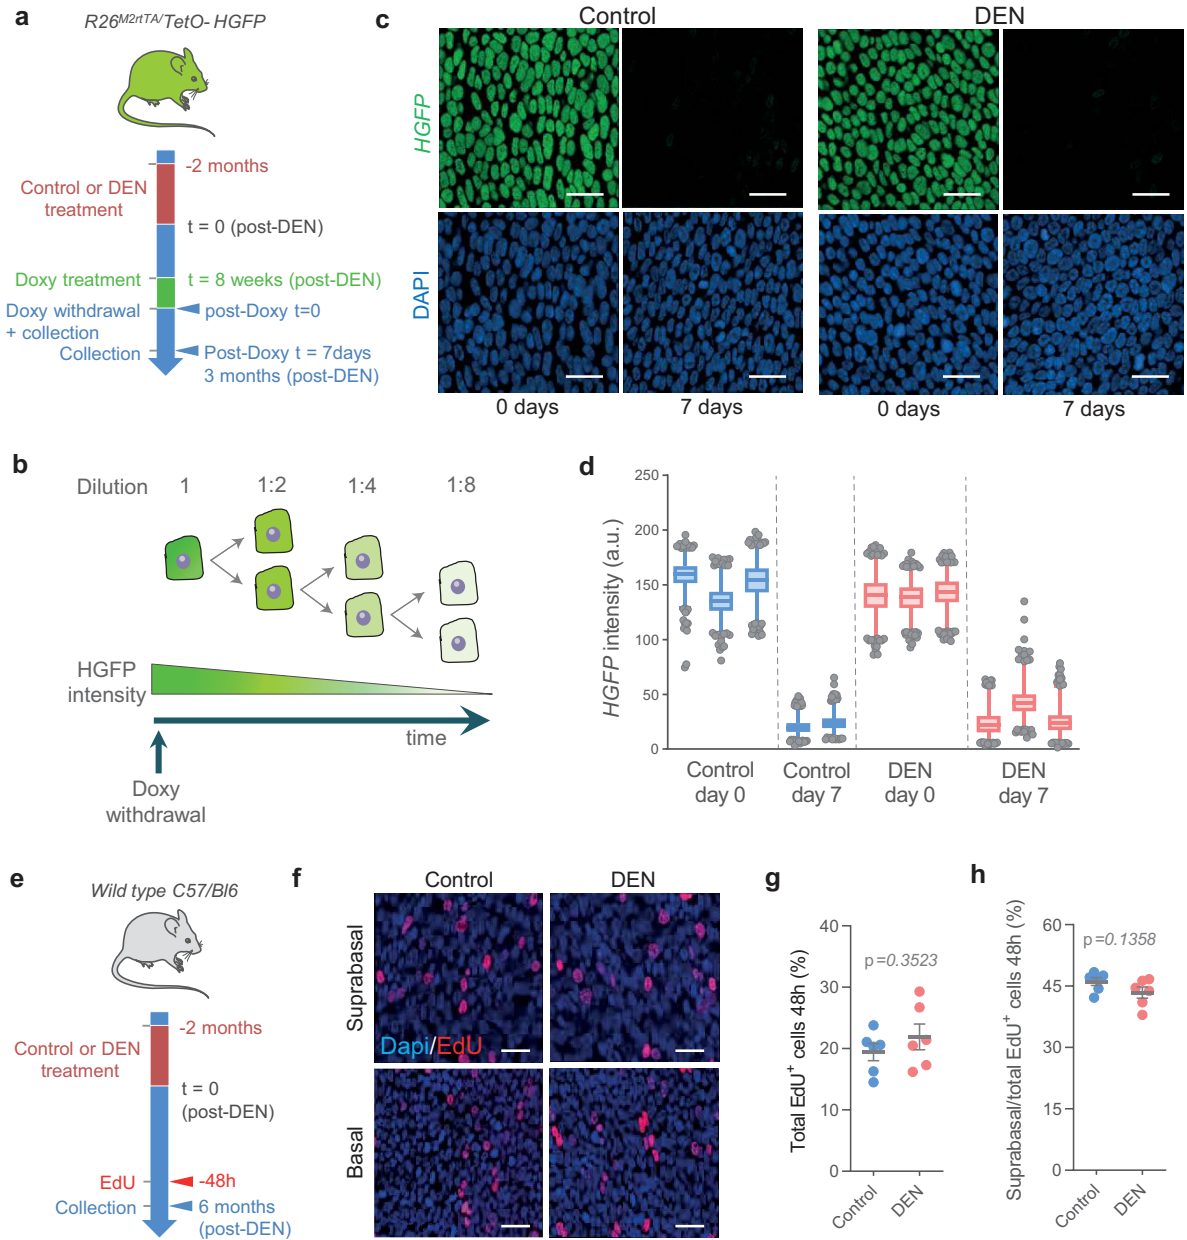 a
R26M2rtTA/TetO- HGFP
-2 months
Control or DEN
treatment
t = 0 (post-DEN)
Doxy treatment
t = 8 weeks (post-DEN)
Doxy withdrawal
+ collection
post-Doxy t=0
Collection
Post-Doxy t = 7days
3 months (post-DEN)
c
Control
DEN
HGFP
DAPI
0 days
7 days
0 days
7 days
b
Dilution
1
1:2
1:4
1:8
HGFP
intensity
time
Doxy
withdrawal
d
HGFP intensity (a.u.)
250
200
150
100
50
0
Control
day 0
Control
day 7
DEN
day 0
DEN
day 7
e
Wild type C57/Bl6
-2 months
Control or DEN
treatment
t = 0
(post-DEN)
EdU
-48h
Collection
6 months
(post-DEN)
f
Control
DEN
Suprabasal
Basal
Dapi/EdU
g
Total EdU+ cells 48h (%)
40
30
20
10
0
p=0.3523
Control
DEN
h
Suprabasal/total EdU+ cells 48h (%)
60
45
30
15
0
p=0.1358
Control
DEN